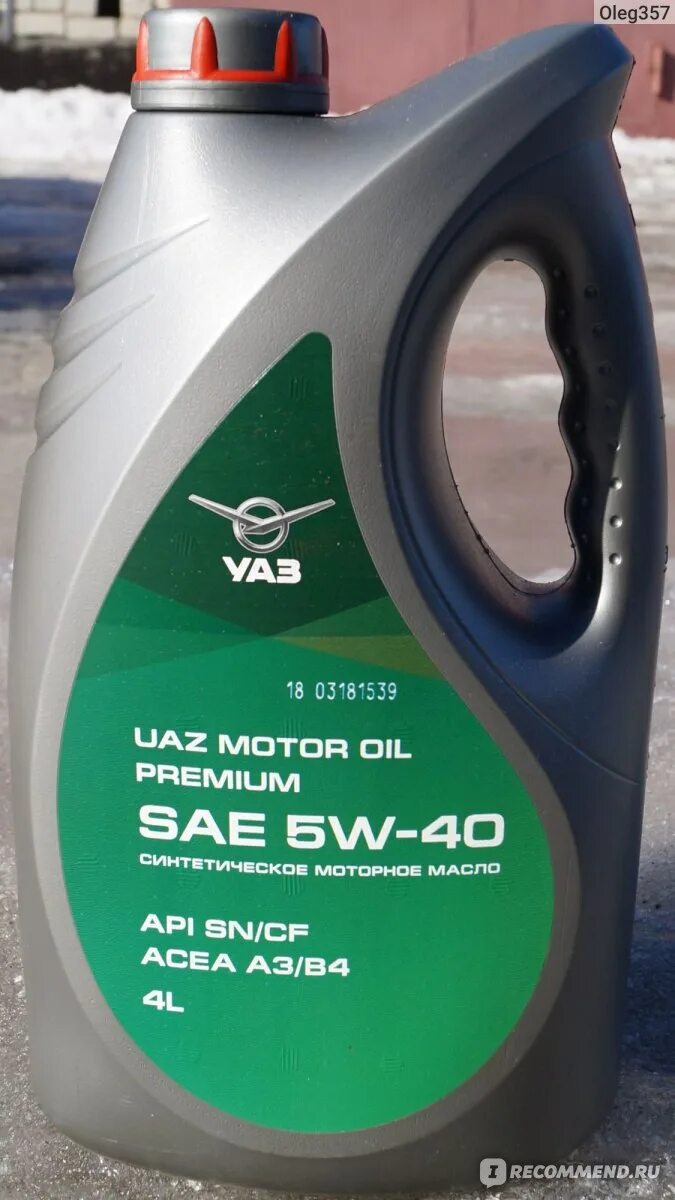 Oleg357
УАЗ
18 03181539
UAZ MOTOR OIL
PREMIUM
SAE 5W-40
СИНТЕТИЧЕСКОЕ МОТОРНОЕ МАСЛО
API SN/CF
ACEA A3/B4
4L
IRECOMMEND.RU